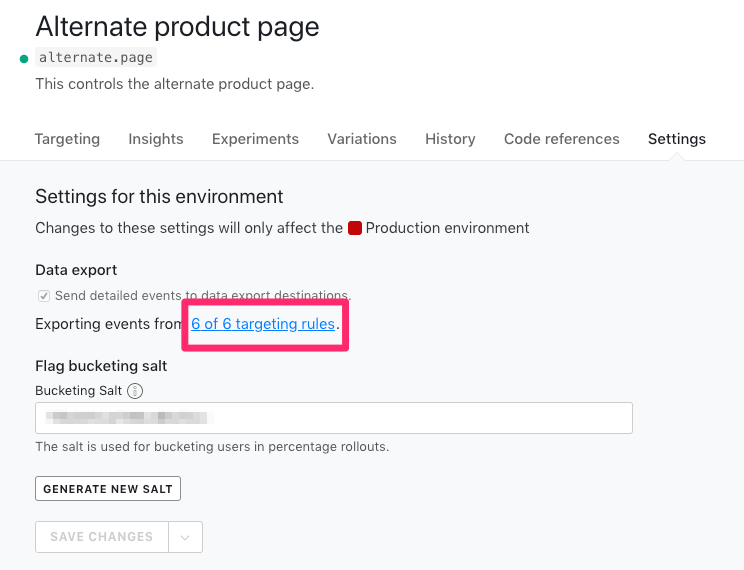 Alternate product page
alternate.page
This controls the alternate product page.
Targeting Insights Experiments Variations History Code references Settings
Settings for this environment
Changes to these settings will only affect the Production environment
Data export
Send detailed events to data export destinations.
Exporting events from 6 of 6 targeting rules.
Flag bucketing salt
Bucketing Salt
The salt is used for bucketing users in percentage rollouts.
GENERATE NEW SALT
SAVE CHANGES